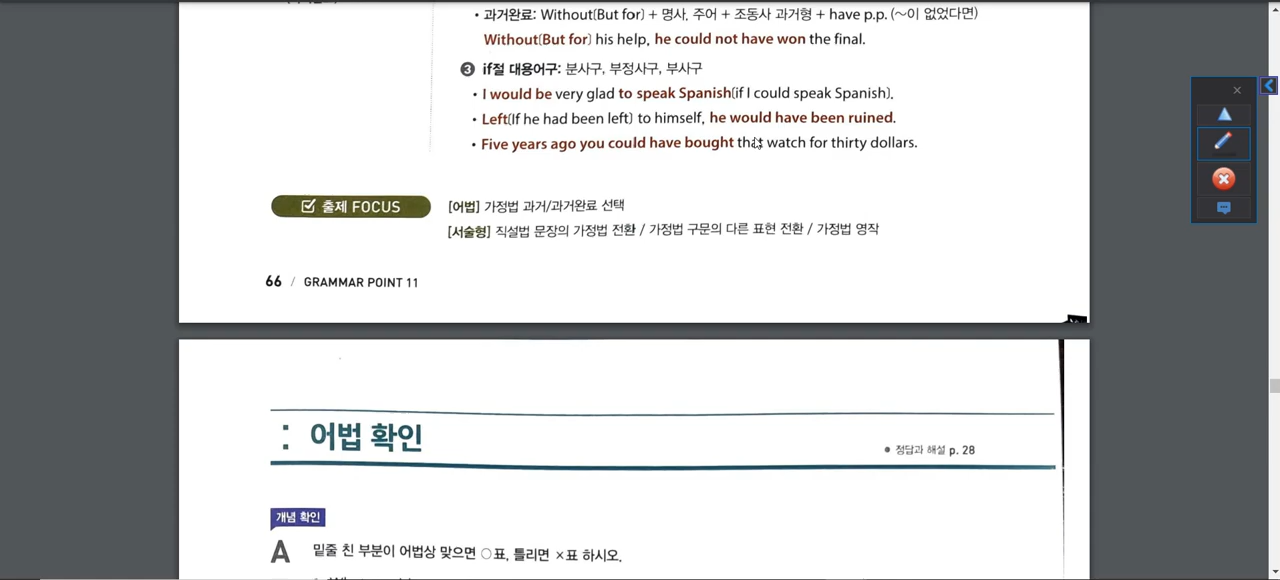 • 과거완료: Without(But for) + 명사, 주어 + 조동사 과거형 + have p.p. (~이 없었다면)
Without(But for) his help, he could not have won the final.
❸ if절 대용어구: 분사구, 부정사구, 부사구
• I would be very glad to speak Spanish(if I could speak Spanish).
• Left(If he had been left) to himself, he would have been ruined.
• Five years ago you could have bought that watch for thirty dollars.
출제 FOCUS
[어법] 가정법 과거/과거완료 선택
[서술형] 직설법 문장의 가정법 전환 / 가정법 구문의 다른 표현 전환 / 가정법 영작
66 / GRAMMAR POINT 11
: 어법 확인
• 정답과 해설 p. 28
개념 확인
A 밑줄 친 부분이 어법상 맞으면 ○표, 틀리면 ×표 하시오.